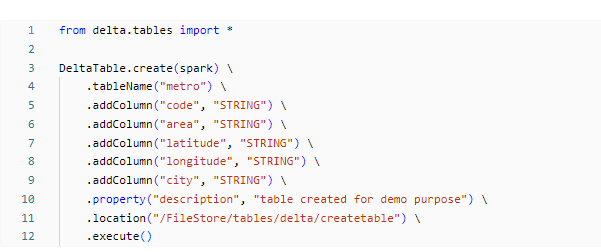 1 from delta.tables import *
2
3 DeltaTable.create(spark) \
4 .tableName("metro") \
5 .addColumn("code", "STRING") \
6 .addColumn("area", "STRING") \
7 .addColumn("latitude", "STRING") \
8 .addColumn("longitude", "STRING") \
9 .addColumn("city", "STRING") \
10 .property("description", "table created for demo purpose") \
11 .location("/FileStore/tables/delta/createtable") \
12 .execute()